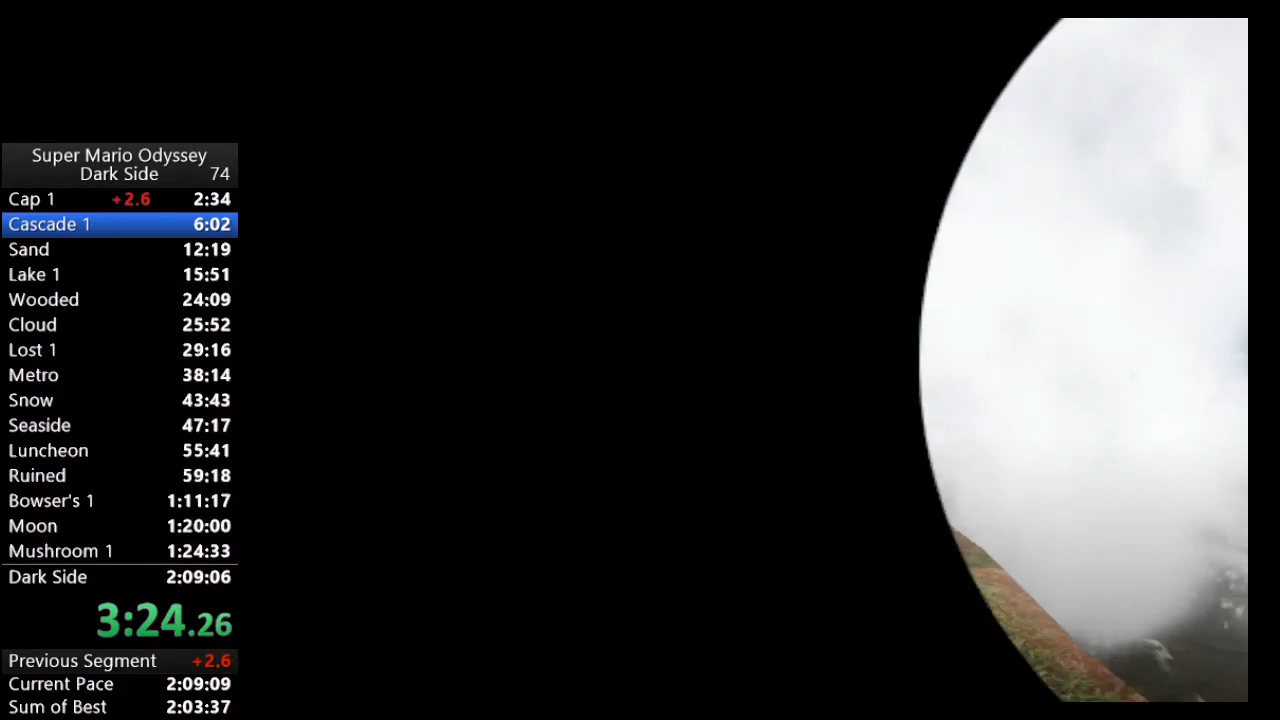 Super Mario Odyssey
Dark Side 74
Cap 1 +2.6 2:34
Cascade 1 6:02
Sand 12:19
Lake 1 15:51
Wooded 24:09
Cloud 25:52
Lost 1 29:16
Metro 38:14
Snow 43:43
Seaside 47:17
Luncheon 55:41
Ruined 59:18
Bowser's 1 1:11:17
Moon 1:20:00
Mushroom 1 1:24:33
Dark Side 2:09:06
3:24.26
Previous Segment +2.6
Current Pace 2:09:09
Sum of Best 2:03:37